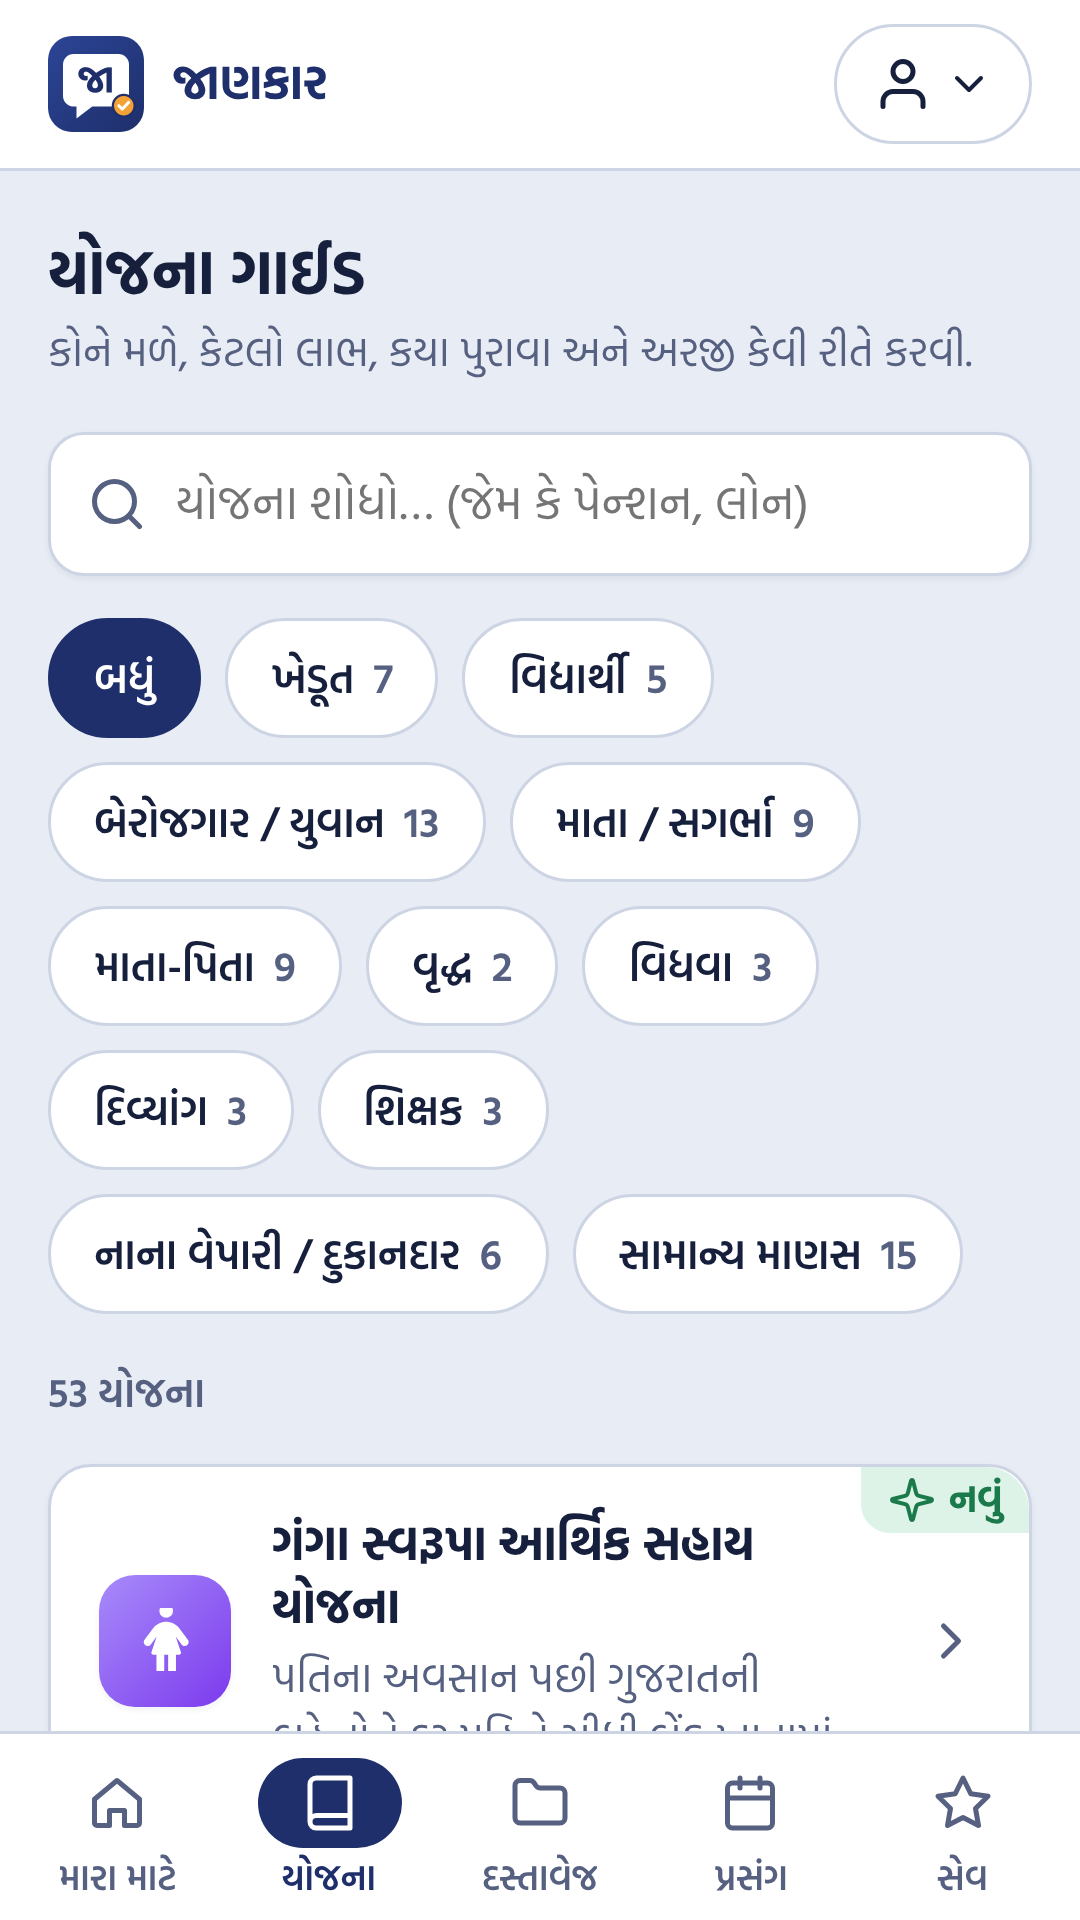 જા
જાણકાર
યોજના ગાઈડ
કોને મળે, કેટલો લાભ, કયા પુરાવા અને અરજી કેવી રીતે કરવી.
યોજના શોધો… (જેમ કે પેન્શન, લોન)
બધું ખેડૂત 7 વિદ્યાર્થી 5
બેરોજગાર / યુવાન 13 માતા / સગર્ભા 9
માતા-પિતા 9 વૃદ્ધ 2 વિધવા 3
દિવ્યાંગ 3 શિક્ષક 3
નાના વેપારી / દુકાનદાર 6 સામાન્ય માણસ 15
53 યોજના
નવું
ગંગા સ્વરૂપા આર્થિક સહાય
યોજના
પતિના અવસાન પછી ગુજરાતની
મારા માટે યોજના દસ્તાવેજ પ્રસંગ સેવ